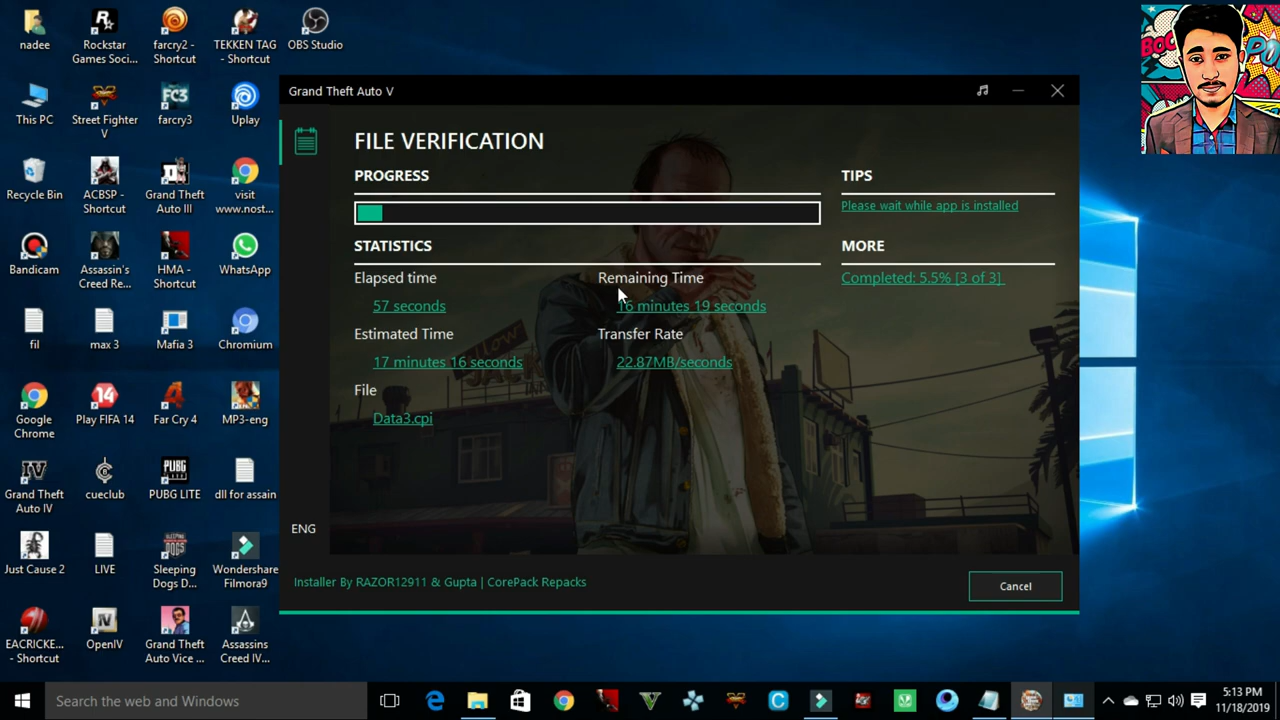 nadee
Rockstar
Games Soci...
farcry2 -
Shortcut
TEKKEN TAG
- Shortcut
OBS Studio
This PC
Street Fighter
V
FC3
farcry3
Uplay
Recycle Bin
ACBSP -
Shortcut
Grand Theft
Auto III
visit
www.nost...
Bandicam
Assassin's
Creed Re...
HMA -
Shortcut
WhatsApp
fil
max 3
Mafia 3
Chromium
Google
Chrome
14
Play FIFA 14
4
Far Cry 4
MP3-eng
IV
Grand Theft
Auto IV
cueclub
PUBG
LITE
PUBG LITE
dll for assain
Just Cause 2
LIVE
Sleeping
Dogs D...
Wondershare
Filmora9
EACRICKE...
- Shortcut
IV
OpenIV
Grand Theft
Auto Vice ...
Assassins
Creed IV...
Grand Theft Auto V
FILE VERIFICATION
PROGRESS
TIPS
Please wait while app is installed
STATISTICS
MORE
Elapsed time
Remaining Time
Completed: 5.5% [3 of 3]
57 seconds
16 minutes 19 seconds
Estimated Time
Transfer Rate
17 minutes 16 seconds
22.87MB/seconds
File
Data3.cpi
ENG
Installer By RAZOR12911 & Gupta | CorePack Repacks
Cancel
Search the web and Windows
5:13 PM
11/18/2019